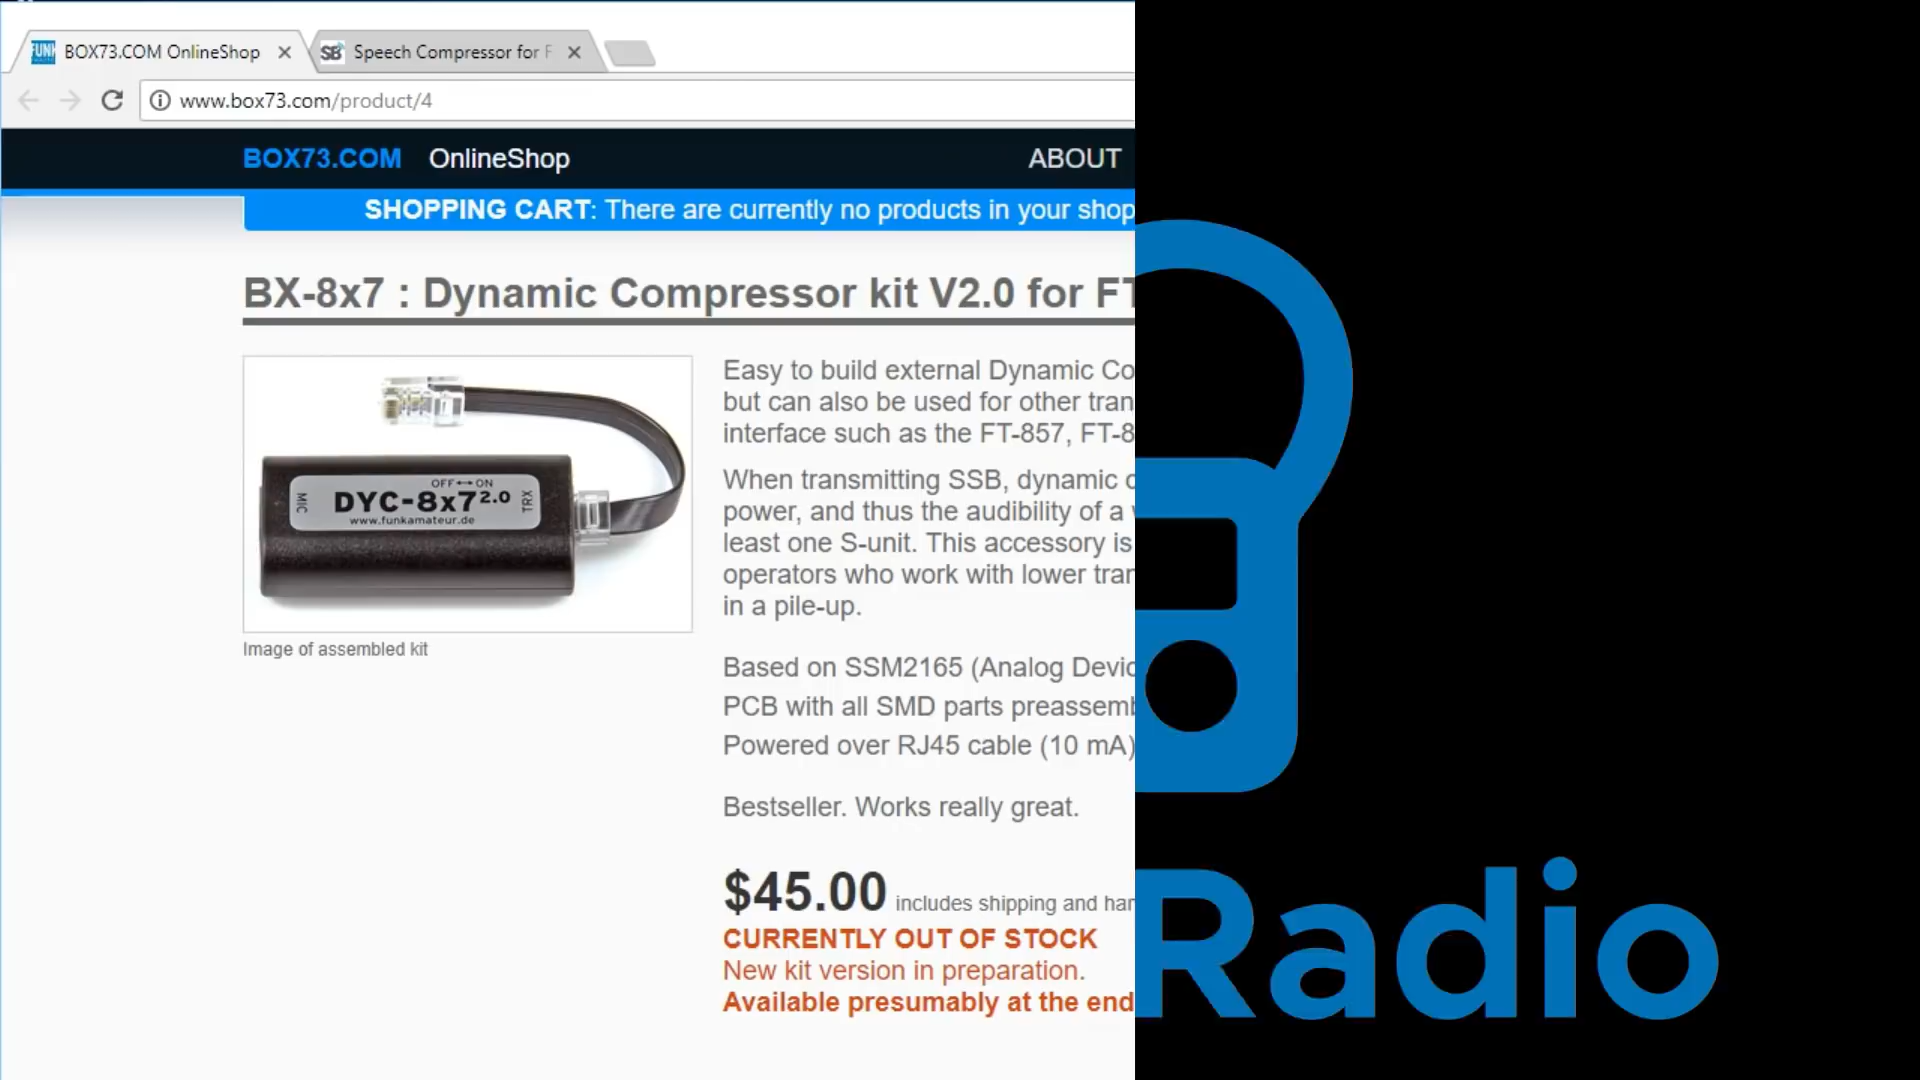 BOX73.COM OnlineShop
Speech Compressor for F
www.box73.com/product/4
BOX73.COM OnlineShop
ABOUT
SHOPPING CART: There are currently no products in your shop
BX-8x7 : Dynamic Compressor kit V2.0 for FT
OFF↔ON
MIC
DYC-8x7 2.0
TRX
www.funkamateur.de
Image of assembled kit
Easy to build external Dynamic Co
but can also be used for other tran
interface such as the FT-857, FT-8
When transmitting SSB, dynamic c
power, and thus the audibility of a
least one S-unit. This accessory is
operators who work with lower tran
in a pile-up.
Based on SSM2165 (Analog Devic
PCB with all SMD parts preassemb
Powered over RJ45 cable (10 mA)
Bestseller. Works really great.
$45.00 includes shipping and har
CURRENTLY OUT OF STOCK
New kit version in preparation.
Available presumably at the end
Radio